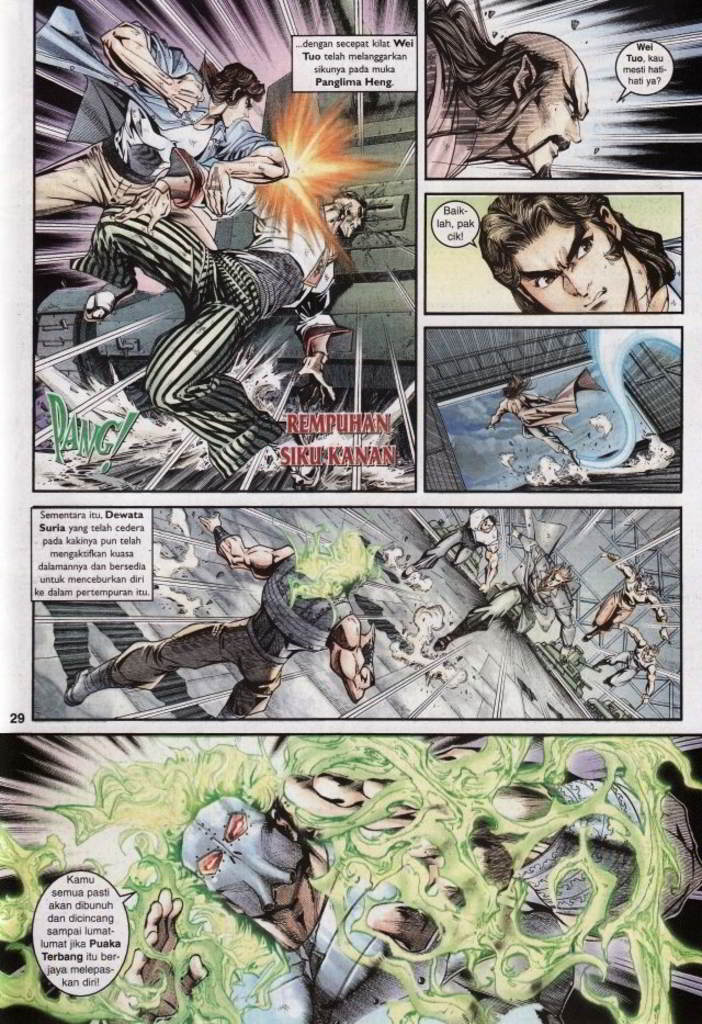 ...dengan secepat kilat Wei
Tuo telah melanggarkan
sikunya pada muka
Panglima Heng.
Wei
Tuo, kau
mesti hati-
hati ya?
Baik-
lah, pak
cik!
PANG!
REMPUHAN
SIKU KANAN
Sementara itu, Dewata
Suria yang telah cedera
pada kakinya pun telah
mengaktifkan kuasa
dalamannya dan bersedia
untuk menceburkan diri
ke dalam pertempuran itu.
29
Kamu
semua pasti
akan dibunuh
dan dicincang
sampai lumat-
lumat jika Puaka
Terbang itu ber-
jaya melepas-
kan diri!